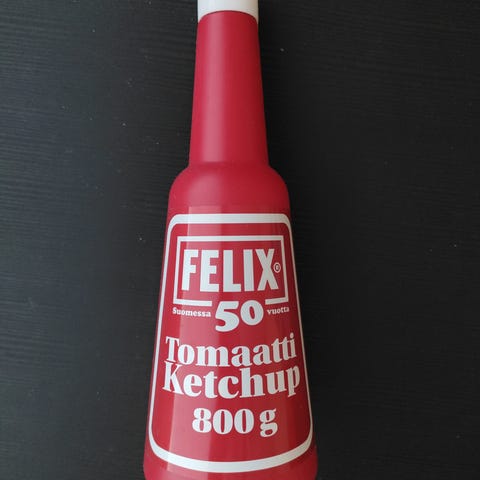 FELIX®
Suomessa 50 vuotta
Tomaatti
Ketchup
800 g